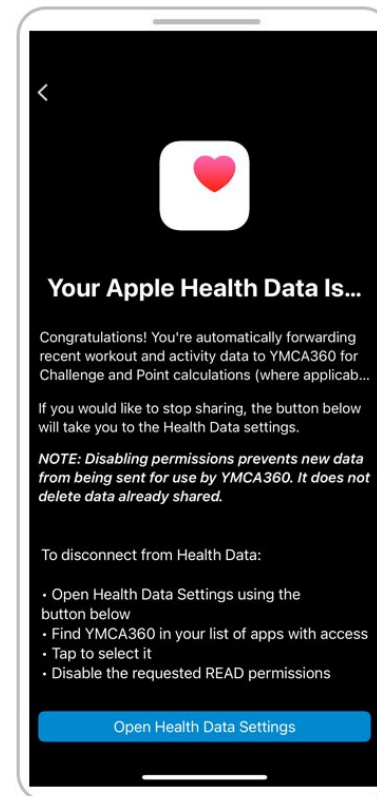 Your Apple Health Data Is...
Congratulations! You're automatically forwarding
recent workout and activity data to YMCA360 for
Challenge and Point calculations (where applicab...
If you would like to stop sharing, the button below
will take you to the Health Data settings.
NOTE: Disabling permissions prevents new data
from being sent for use by YMCA360. It does not
delete data already shared.
To disconnect from Health Data:
• Open Health Data Settings using the
button below
• Find YMCA360 in your list of apps with access
• Tap to select it
• Disable the requested READ permissions
Open Health Data Settings